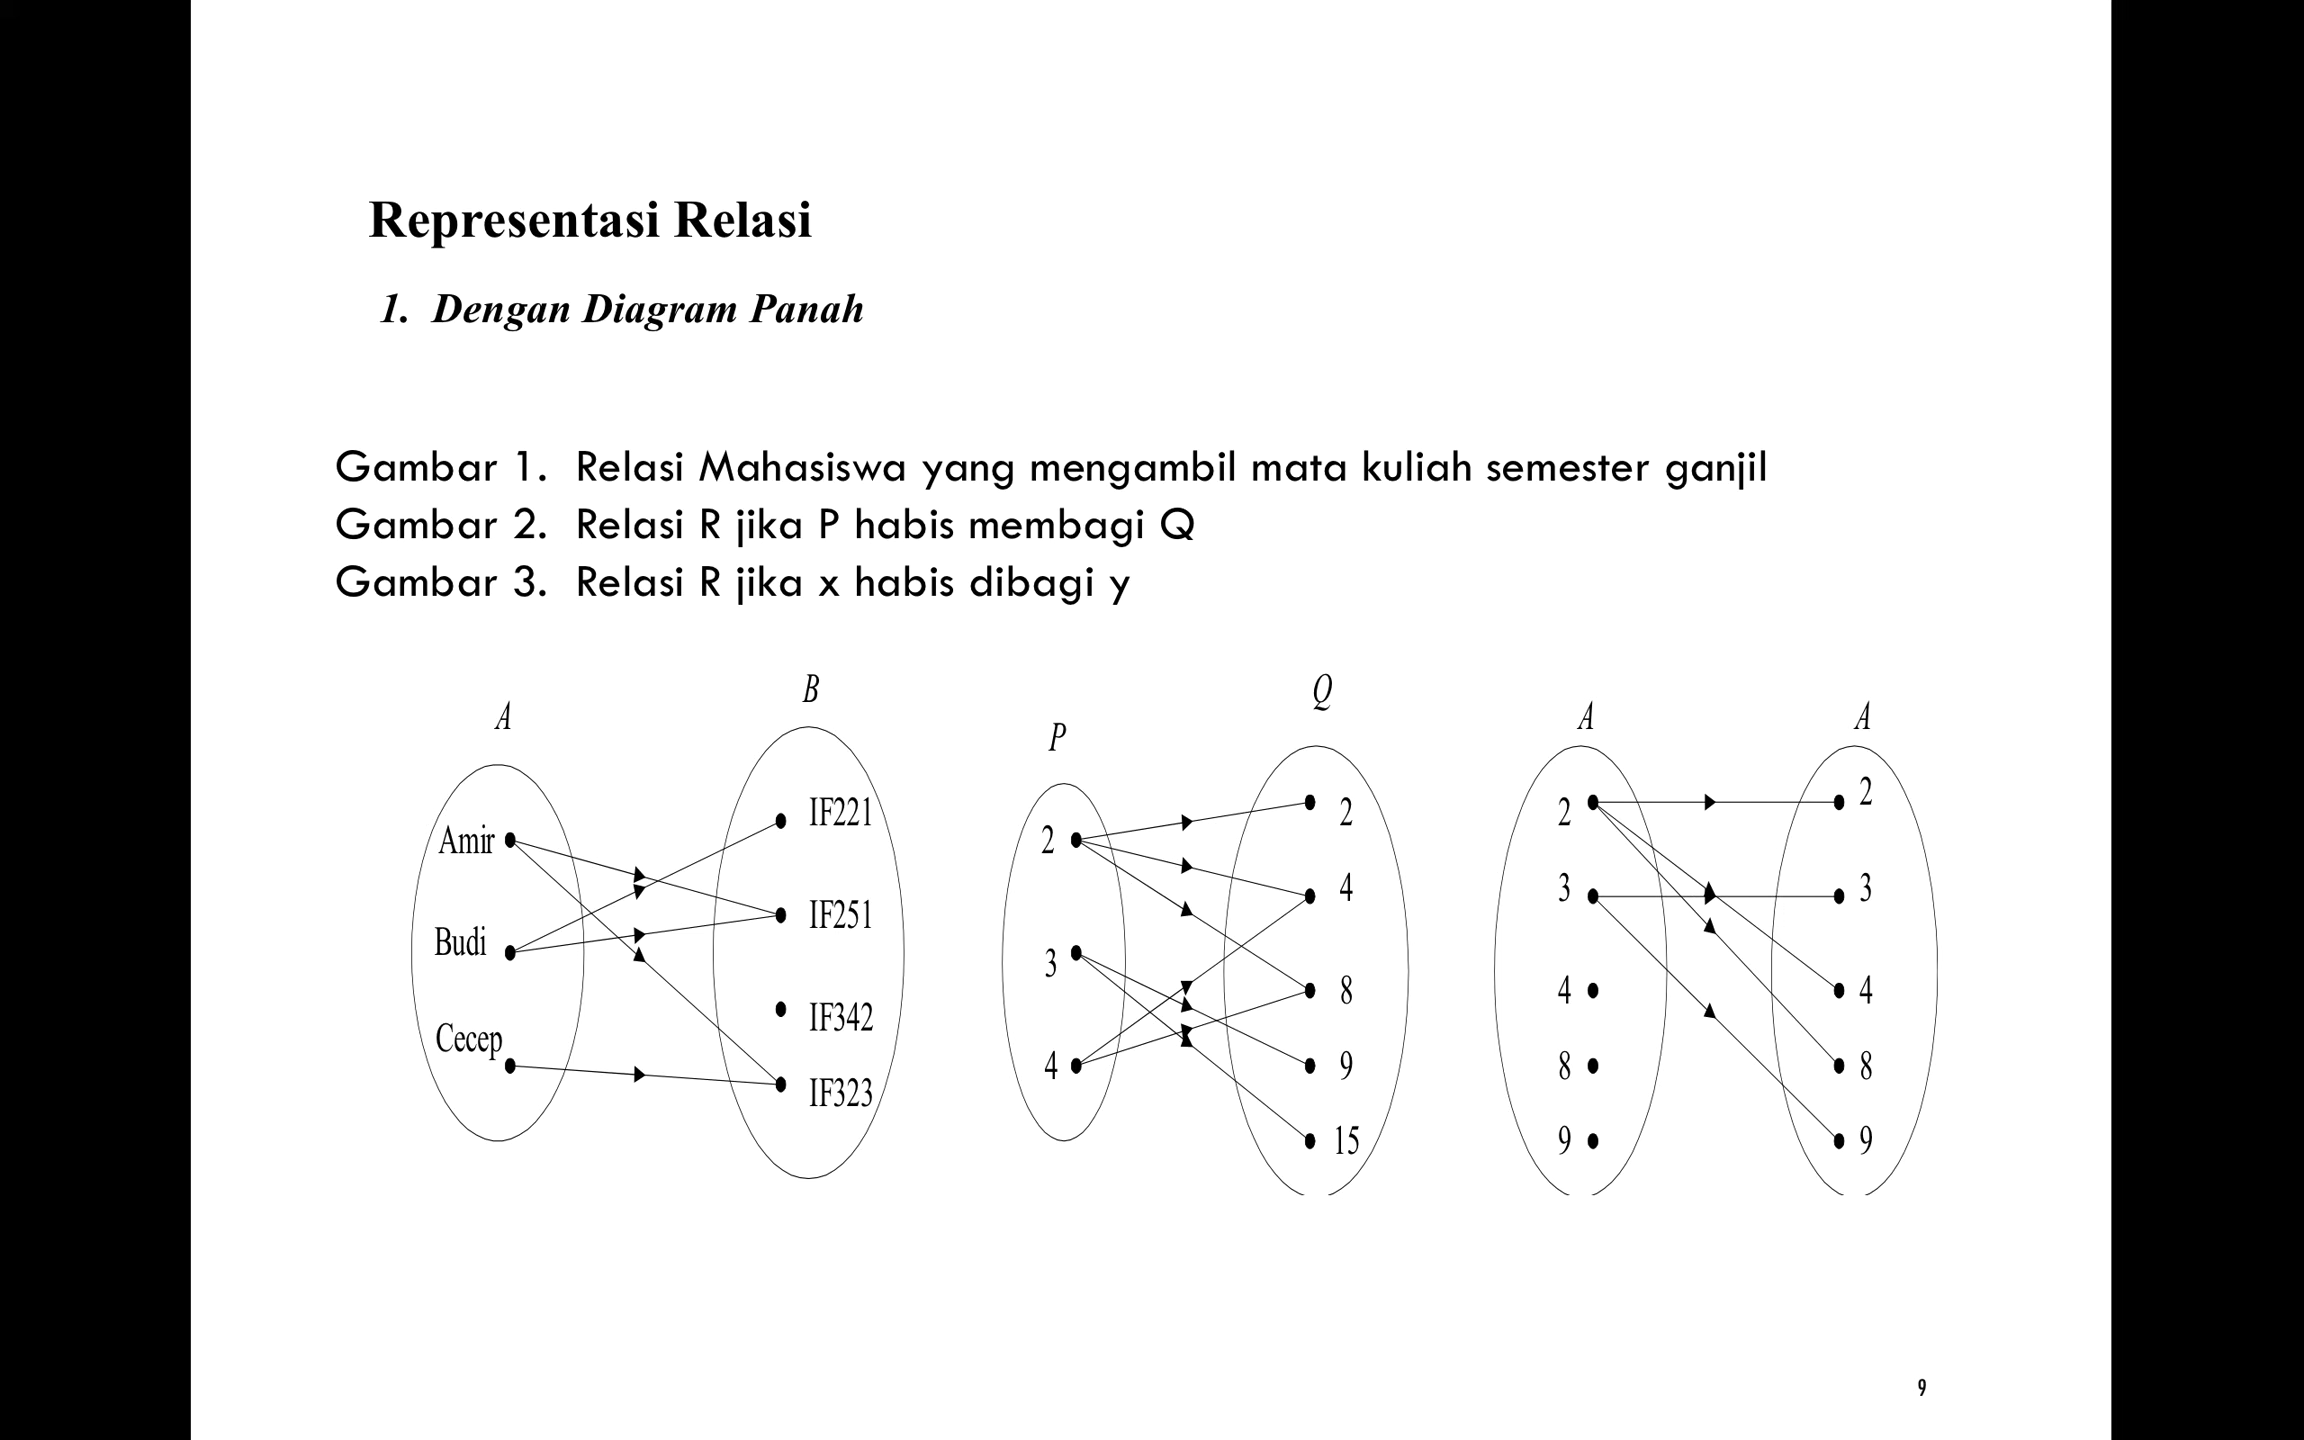 Representasi Relasi
1. Dengan Diagram Panah
Gambar 1. Relasi Mahasiswa yang mengambil mata kuliah semester ganjil
Gambar 2. Relasi R jika P habis membagi Q
Gambar 3. Relasi R jika x habis dibagi y
A
B
Amir
Budi
Cecep
IF221
IF251
IF342
IF323
P
Q
2
3
4
2
4
8
9
15
A
A
2
3
4
8
9
2
3
4
8
9
9